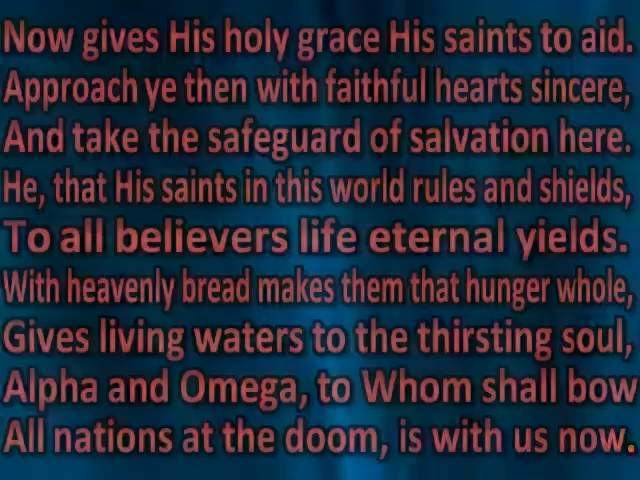 Now gives His holy grace His saints to aid.
Approach ye then with faithful hearts sincere,
And take the safeguard of salvation here.
He, that His saints in this world rules and shields,
To all believers life eternal yields.
With heavenly bread makes them that hunger whole,
Gives living waters to the thirsting soul,
Alpha and Omega, to Whom shall bow
All nations at the doom, is with us now.